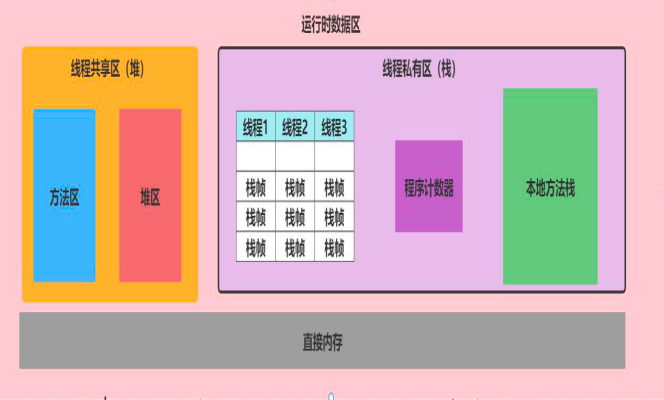 运行时数据区
线程共享区（堆）
线程私有区（栈）
方法区
堆区
线程1 线程2 线程3
栈帧 栈帧 栈帧
栈帧 栈帧 栈帧
栈帧 栈帧 栈帧
程序计数器
本地方法栈
直接内存